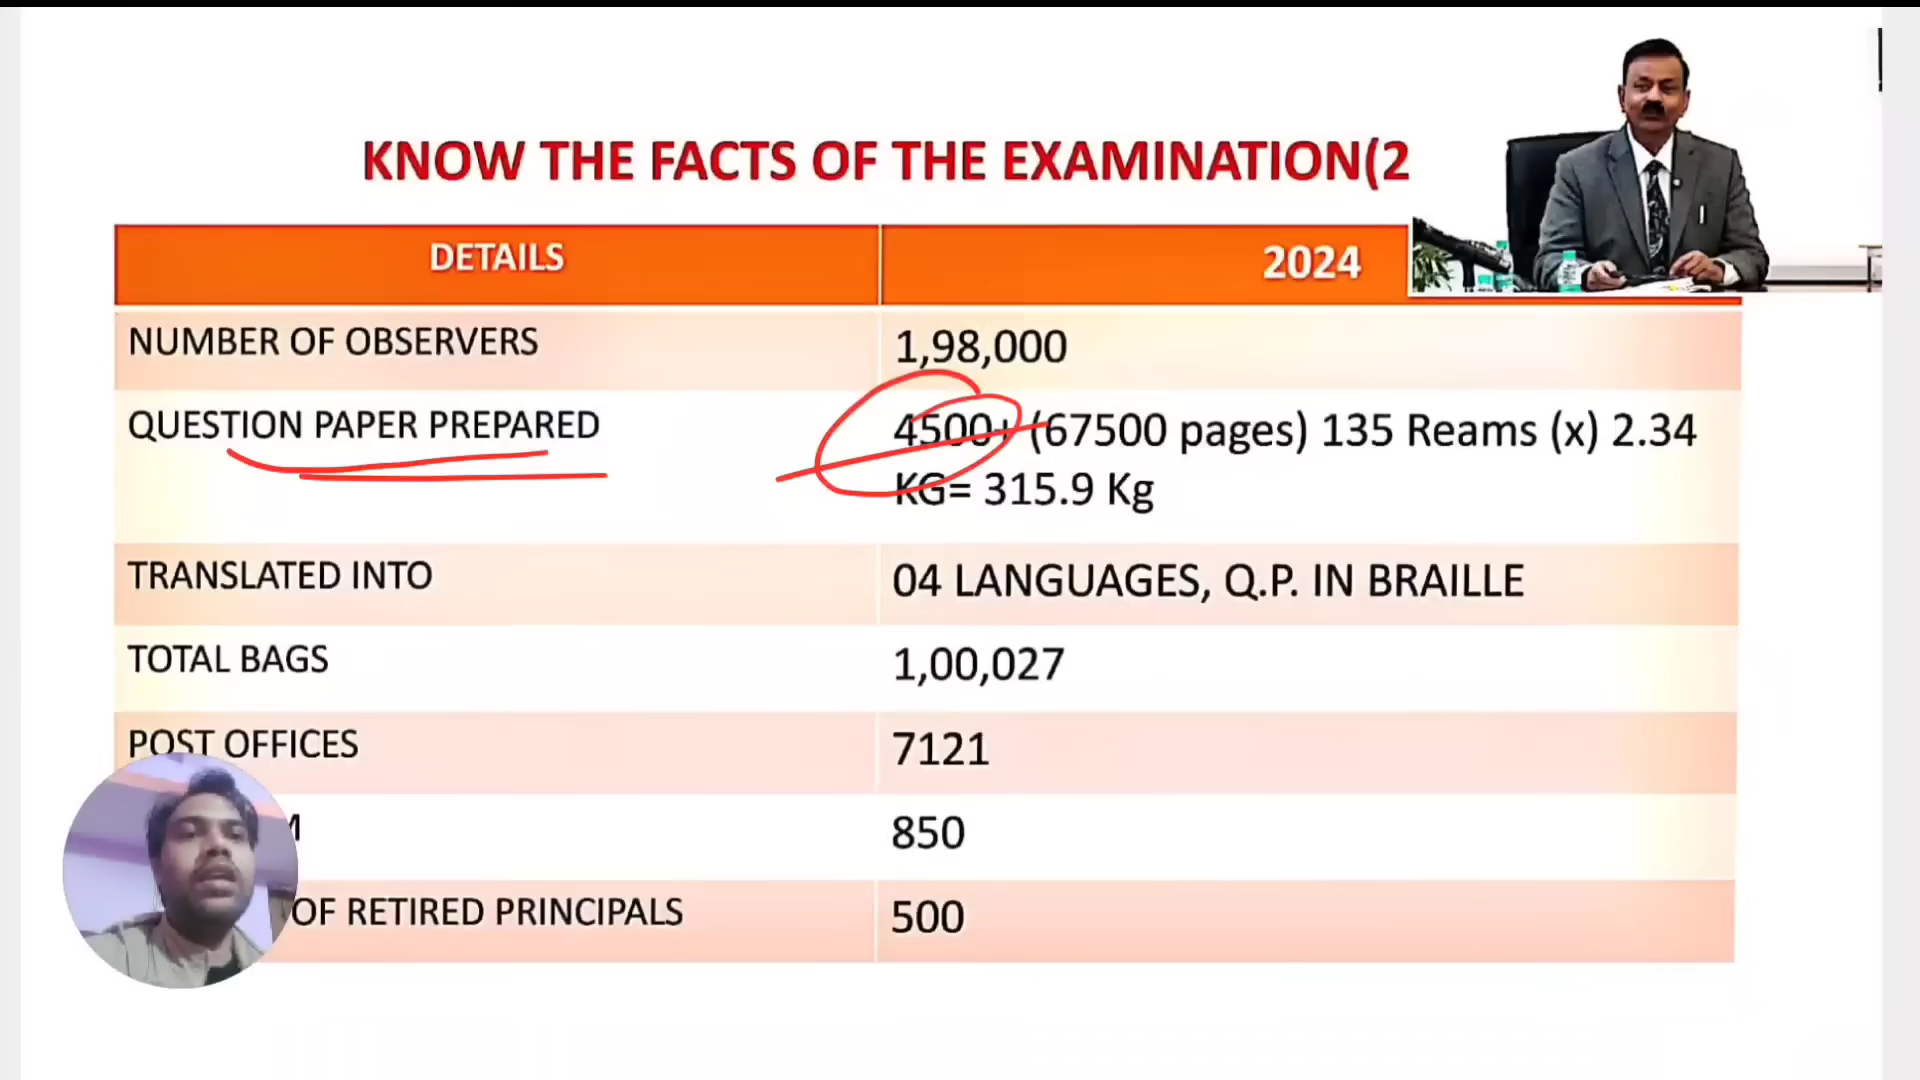 KNOW THE FACTS OF THE EXAMINATION(2
DETAILS 2024
NUMBER OF OBSERVERS 1,98,000
QUESTION PAPER PREPARED 4500+ (67500 pages) 135 Reams (x) 2.34
KG= 315.9 Kg
TRANSLATED INTO 04 LANGUAGES, Q.P. IN BRAILLE
TOTAL BAGS 1,00,027
POST OFFICES 7121
850
OF RETIRED PRINCIPALS 500